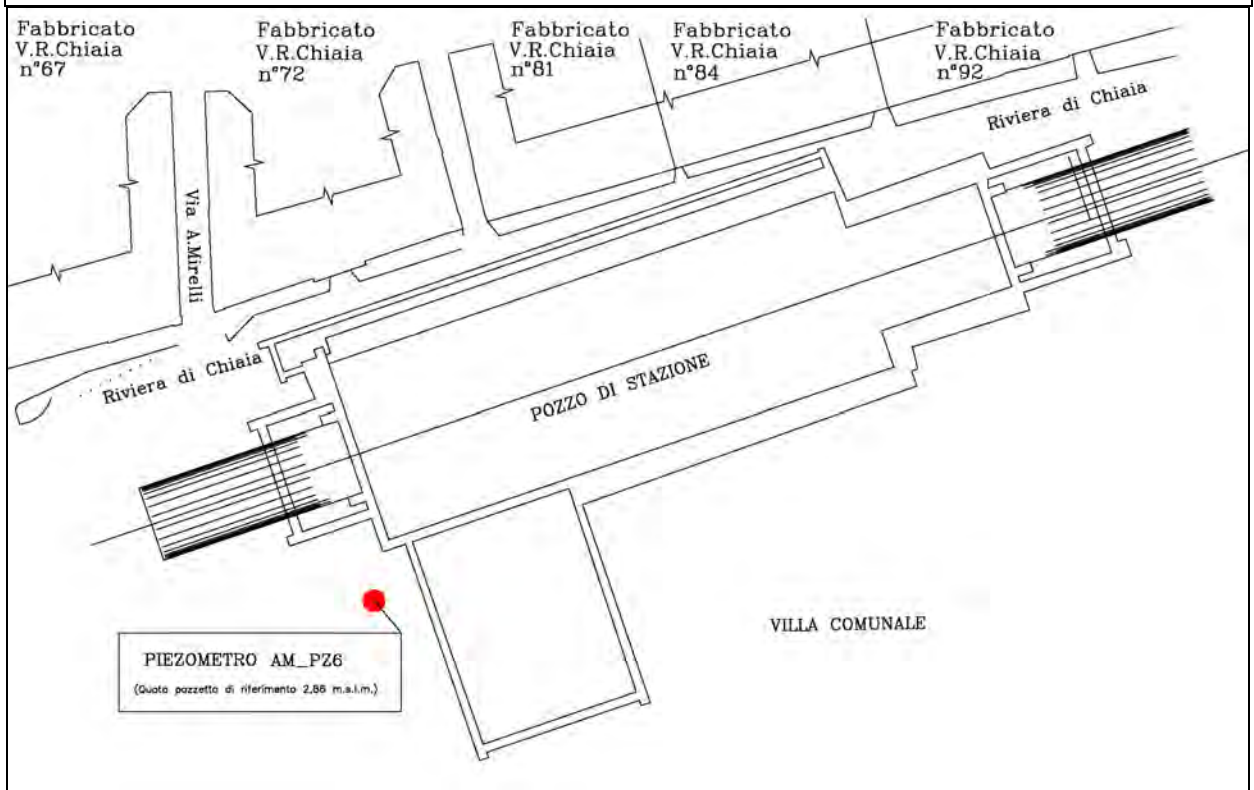 Fabbricato
V.R.Chiaia
n°67
Fabbricato
V.R.Chiaia
n°72
Fabbricato
V.R.Chiaia
n°81
Fabbricato
V.R.Chiaia
n°84
Fabbricato
V.R.Chiaia
n°92
Riviera di Chiaia
Via A.Mirelli
Riviera di Chiaia
POZZO DI STAZIONE
VILLA COMUNALE
PIEZOMETRO AM_PZ6
(Quota pozzetto di riferimento 2,86 m.s.l.m.)